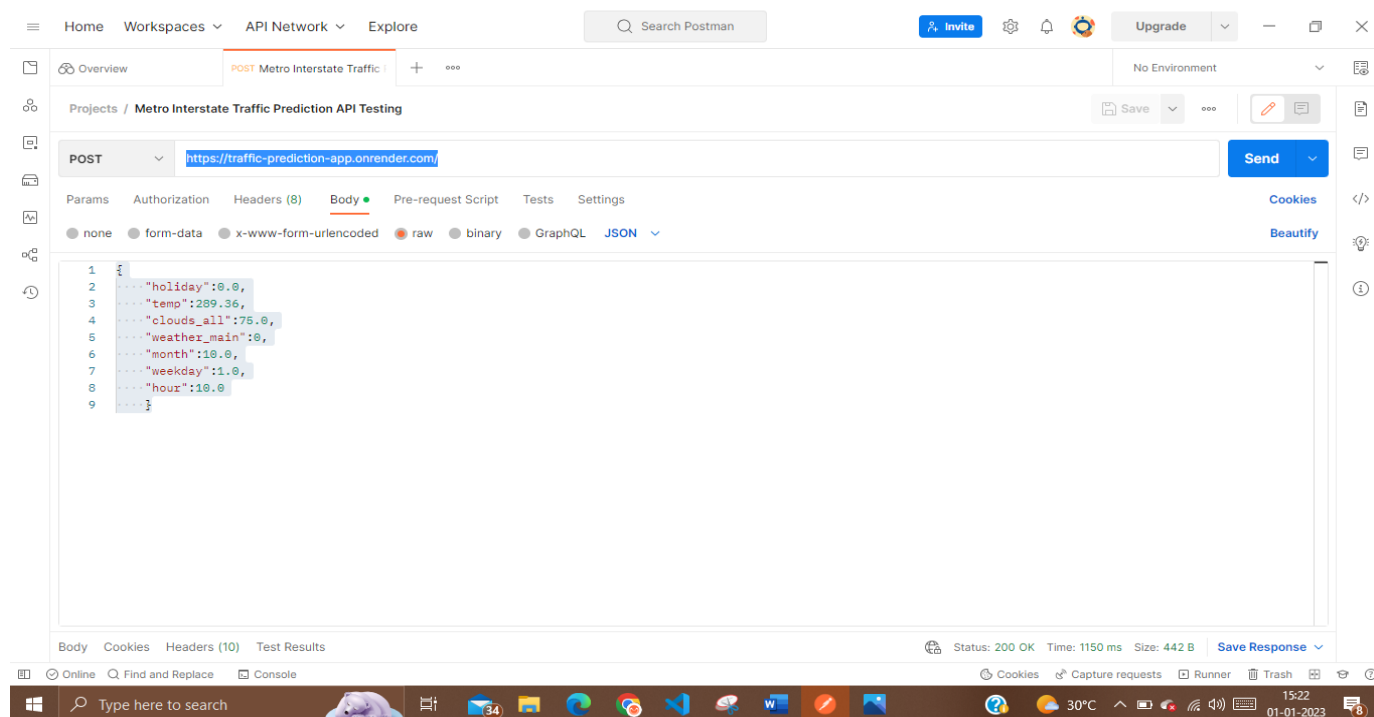 Home Workspaces API Network Explore Search Postman Invite Upgrade
Overview POST Metro Interstate Traffic No Environment
Projects / Metro Interstate Traffic Prediction API Testing Save
POST https://traffic-prediction-app.onrender.com/ Send
Params Authorization Headers (8) Body Pre-request Script Tests Settings Cookies
none form-data x-www-form-urlencoded raw binary GraphQL JSON Beautify
1 {
2 "holiday":0.0,
3 "temp":289.36,
4 "clouds_all":75.0,
5 "weather_main":0,
6 "month":10.0,
7 "weekday":1.0,
8 "hour":10.0
9 }
Body Cookies Headers (10) Test Results Status: 200 OK Time: 1150 ms Size: 442 B Save Response
Online Find and Replace Console Cookies Capture requests Runner Trash
Type here to search 34 30°C 15:22
01-01-2023 8